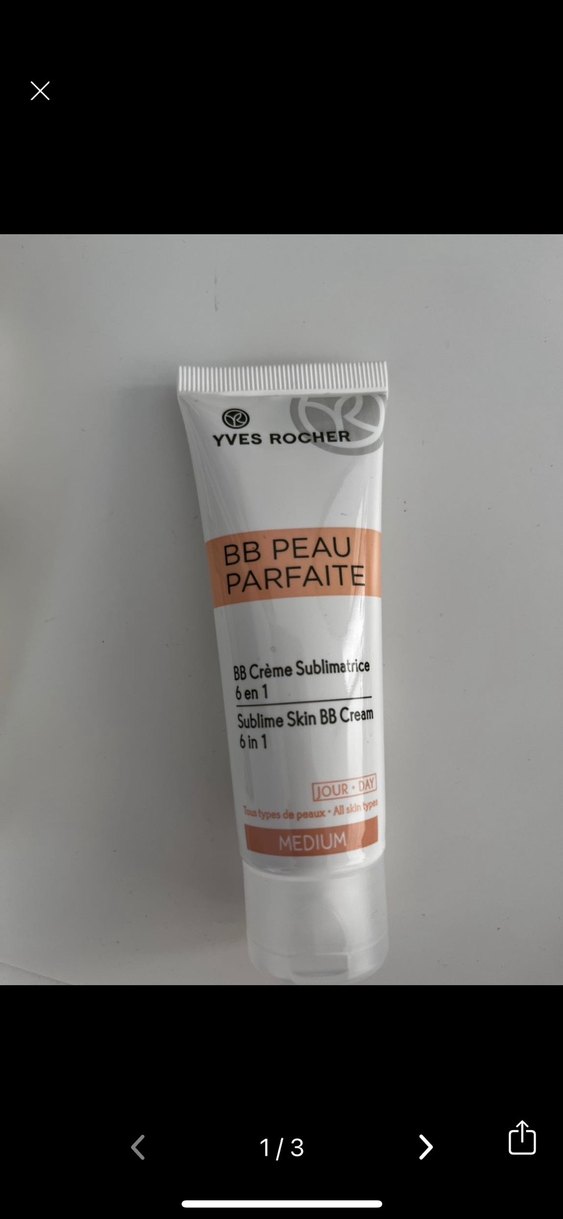 YVES ROCHER
BB PEAU
PARFAITE
BB Crème Sublimatrice
6 en 1
Sublime Skin BB Cream
6 in 1
JOUR • DAY
Tous types de peaux • All skin types
MEDIUM
1 / 3